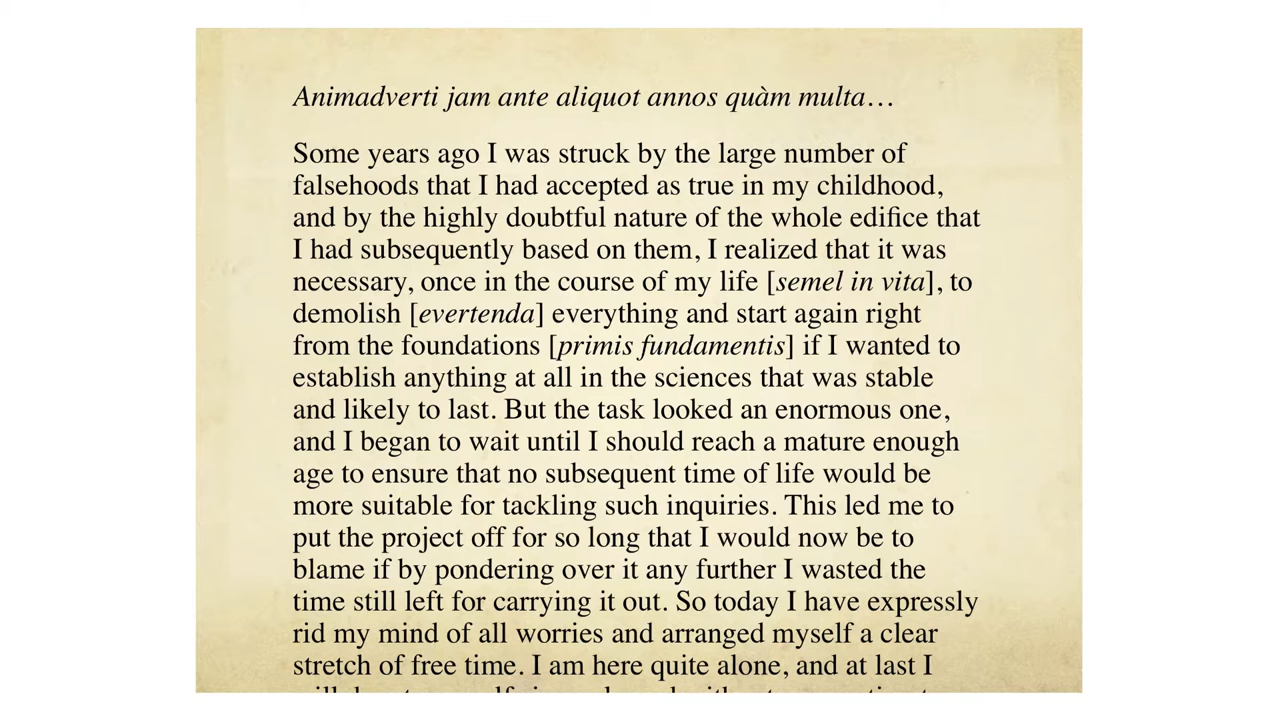 Animadverti jam ante aliquot annos quàm multa…
Some years ago I was struck by the large number of
falsehoods that I had accepted as true in my childhood,
and by the highly doubtful nature of the whole edifice that
I had subsequently based on them, I realized that it was
necessary, once in the course of my life [semel in vita], to
demolish [evertenda] everything and start again right
from the foundations [primis fundamentis] if I wanted to
establish anything at all in the sciences that was stable
and likely to last. But the task looked an enormous one,
and I began to wait until I should reach a mature enough
age to ensure that no subsequent time of life would be
more suitable for tackling such inquiries. This led me to
put the project off for so long that I would now be to
blame if by pondering over it any further I wasted the
time still left for carrying it out. So today I have expressly
rid my mind of all worries and arranged myself a clear
stretch of free time. I am here quite alone, and at last I